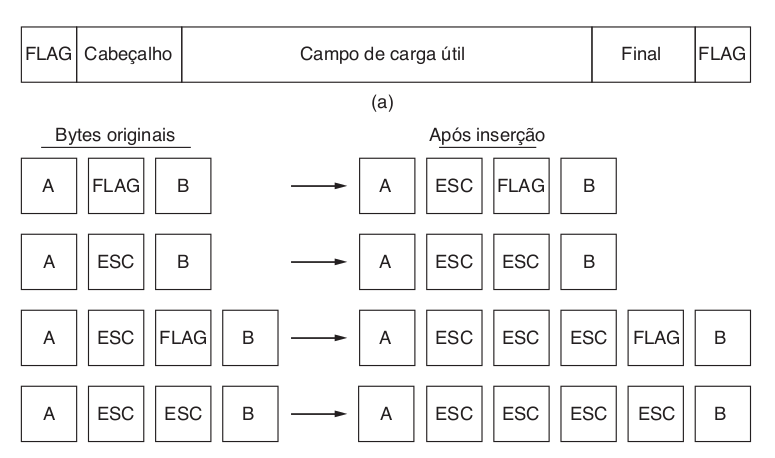 FLAG Cabeçalho Campo de carga útil Final FLAG
(a)
Bytes originais Após inserção
A FLAG B A ESC FLAG B
A ESC B A ESC ESC B
A ESC FLAG B A ESC ESC ESC FLAG B
A ESC ESC B A ESC ESC ESC ESC B